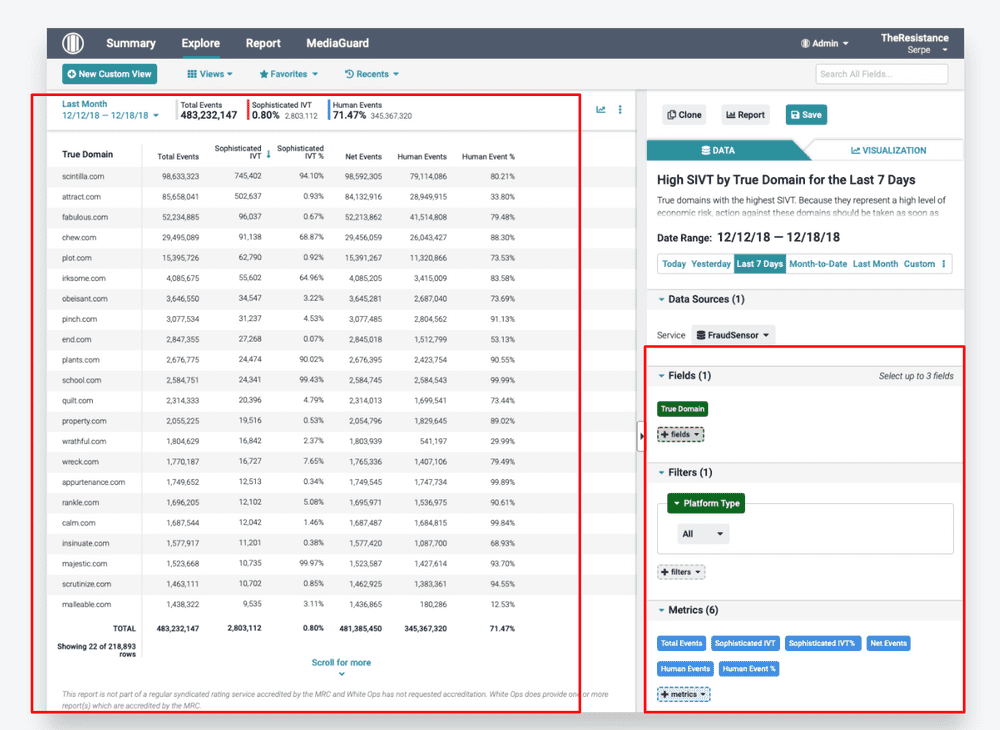 Summary Explore Report MediaGuard Admin TheResistance
Serpe
New Custom View Views Favorites Recents Search All Fields...
Last Month
12/12/18 — 12/18/18
Total Events
483,232,147
Sophisticated IVT
0.80% 2.803,112
Human Events
71.47% 345,367,320
True Domain Total Events Sophisticated IVT Sophisticated IVT % Net Events Human Events Human Event %
scintilla.com 98,633,323 745,402 94.10% 98,592,305 79,114,086 80.21%
attract.com 85,658,041 502,637 0.93% 84,132,916 28,949,915 33.80%
fabulous.com 52,234,885 96,037 0.67% 52,213,862 41,514,808 79.48%
chew.com 29,495,089 91,138 68.87% 29,456,059 26,043,427 88.30%
plot.com 15,395,726 62,790 0.92% 15,391,267 11,320,866 73.53%
irksome.com 4,085,675 55,602 64.96% 4,085,205 3,415,009 83.58%
obeisant.com 3,646,550 34,547 3.22% 3,645,281 2,687,040 73.69%
pinch.com 3,077,534 31,237 4.53% 3,077,485 2,804,562 91.13%
end.com 2,847,355 27,268 0.07% 2,845,018 1,512,799 53.13%
plants.com 2,676,775 24,474 90.02% 2,676,395 2,423,754 90.55%
school.com 2,584,751 24,341 99.43% 2,584,745 2,584,543 99.99%
quilt.com 2,314,333 20,396 4.79% 2,314,013 1,699,541 73.44%
property.com 2,055,225 19,516 0.53% 2,054,796 1,829,645 89.02%
wrathful.com 1,804,629 16,842 2.37% 1,803,939 541,197 29.99%
wreck.com 1,770,187 16,727 7.65% 1,765,336 1,407,106 79.49%
appurtenance.com 1,749,652 12,513 0.34% 1,749,545 1,747,734 99.89%
rankle.com 1,696,205 12,102 5.08% 1,695,971 1,536,975 90.61%
calm.com 1,687,544 12,042 1.46% 1,687,487 1,684,815 99.84%
insinuate.com 1,577,917 11,201 0.38% 1,577,420 1,087,700 68.93%
majestic.com 1,523,668 10,735 99.97% 1,523,587 1,427,614 93.70%
scrutinize.com 1,463,111 10,702 0.85% 1,462,925 1,383,361 94.55%
malleable.com 1,438,322 9,535 3.11% 1,436,865 180,286 12.53%
TOTAL 483,232,147 2,803,112 0.80% 481,385,450 345,367,320 71.47%
Showing 22 of 218,893
rows
Scroll for more
This report is not part of a regular syndicated rating service accredited by the MRC and White Ops has not requested accreditation. White Ops does provide one or more
report(s) which are accredited by the MRC.
Clone Report Save
DATA VISUALIZATION
High SIVT by True Domain for the Last 7 Days
True domains with the highest SIVT. Because they represent a high level of
economic risk, action against these domains should be taken as soon as
Date Range: 12/12/18 — 12/18/18
Today Yesterday Last 7 Days Month-to-Date Last Month Custom
Data Sources (1)
Service FraudSensor
Fields (1) Select up to 3 fields
True Domain
+ fields
Filters (1)
Platform Type
All
+ filters
Metrics (6)
Total Events Sophisticated IVT Sophisticated IVT% Net Events
Human Events Human Event %
+ metrics